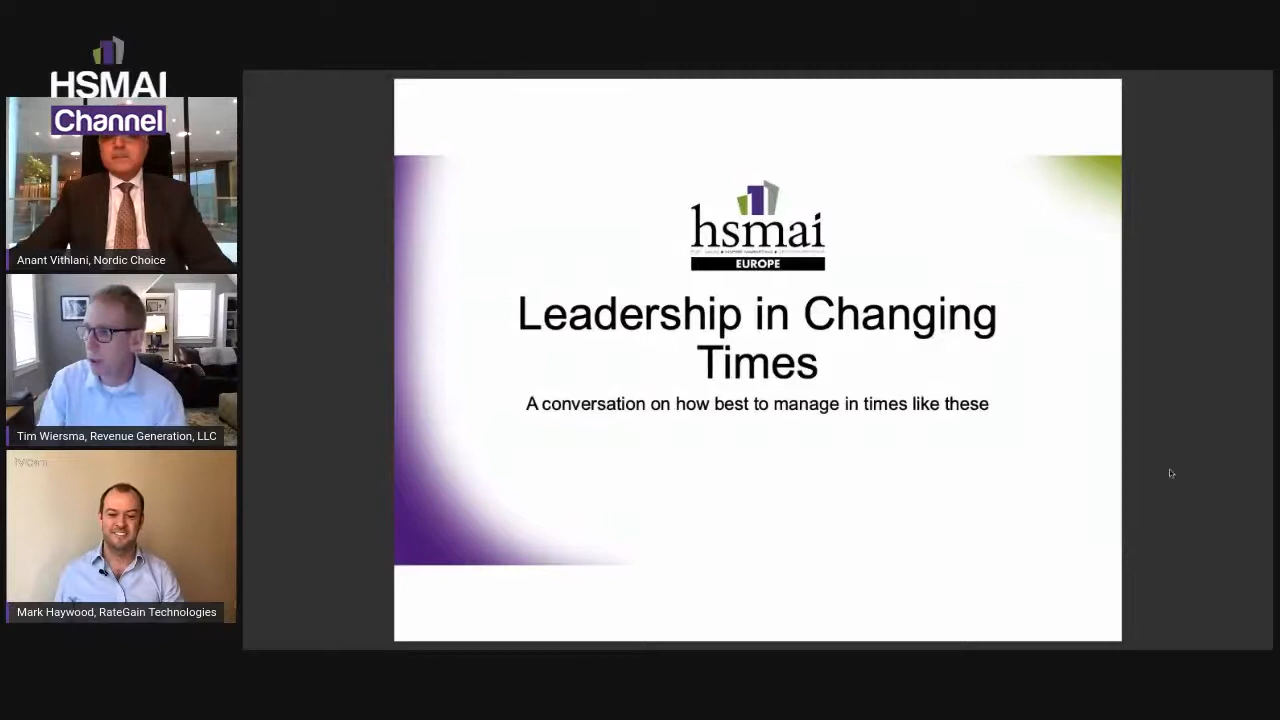 HSMAI
Channel
Anant Vithlani, Nordic Choice
Tim Wiersma, Revenue Generation, LLC
Mark Haywood, RateGain Technologies
hsmai
EUROPE
Leadership in Changing
Times
A conversation on how best to manage in times like these